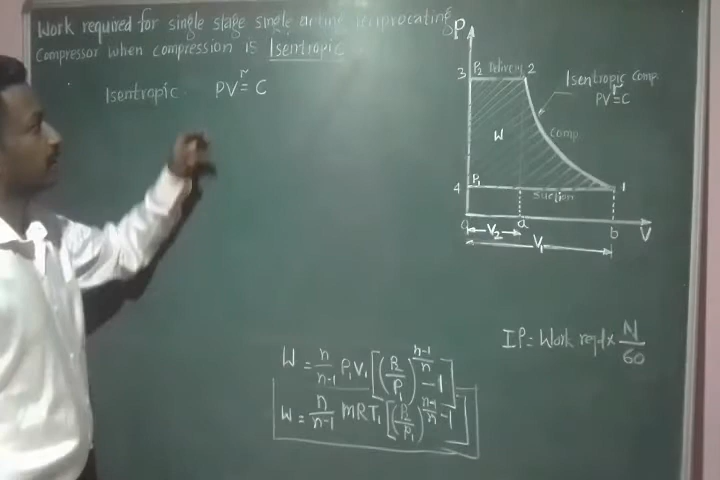 Work required for single stage single acting reciprocating
Compressor when compression is Isentropic
Isentropic PV^γ = C
P
3 P2 Delivery 2
Isentropic Comp.
PV^γ = C
W
Comp
4 P1 1
Suction
0 a b V
V2
V1
IP = Work reqd × N/60
W = n/n-1 P1V1 [(P2/P1)^(n-1/n) - 1]
W = n/n-1 mRT1 [(P2/P1)^(n-1/n) - 1]